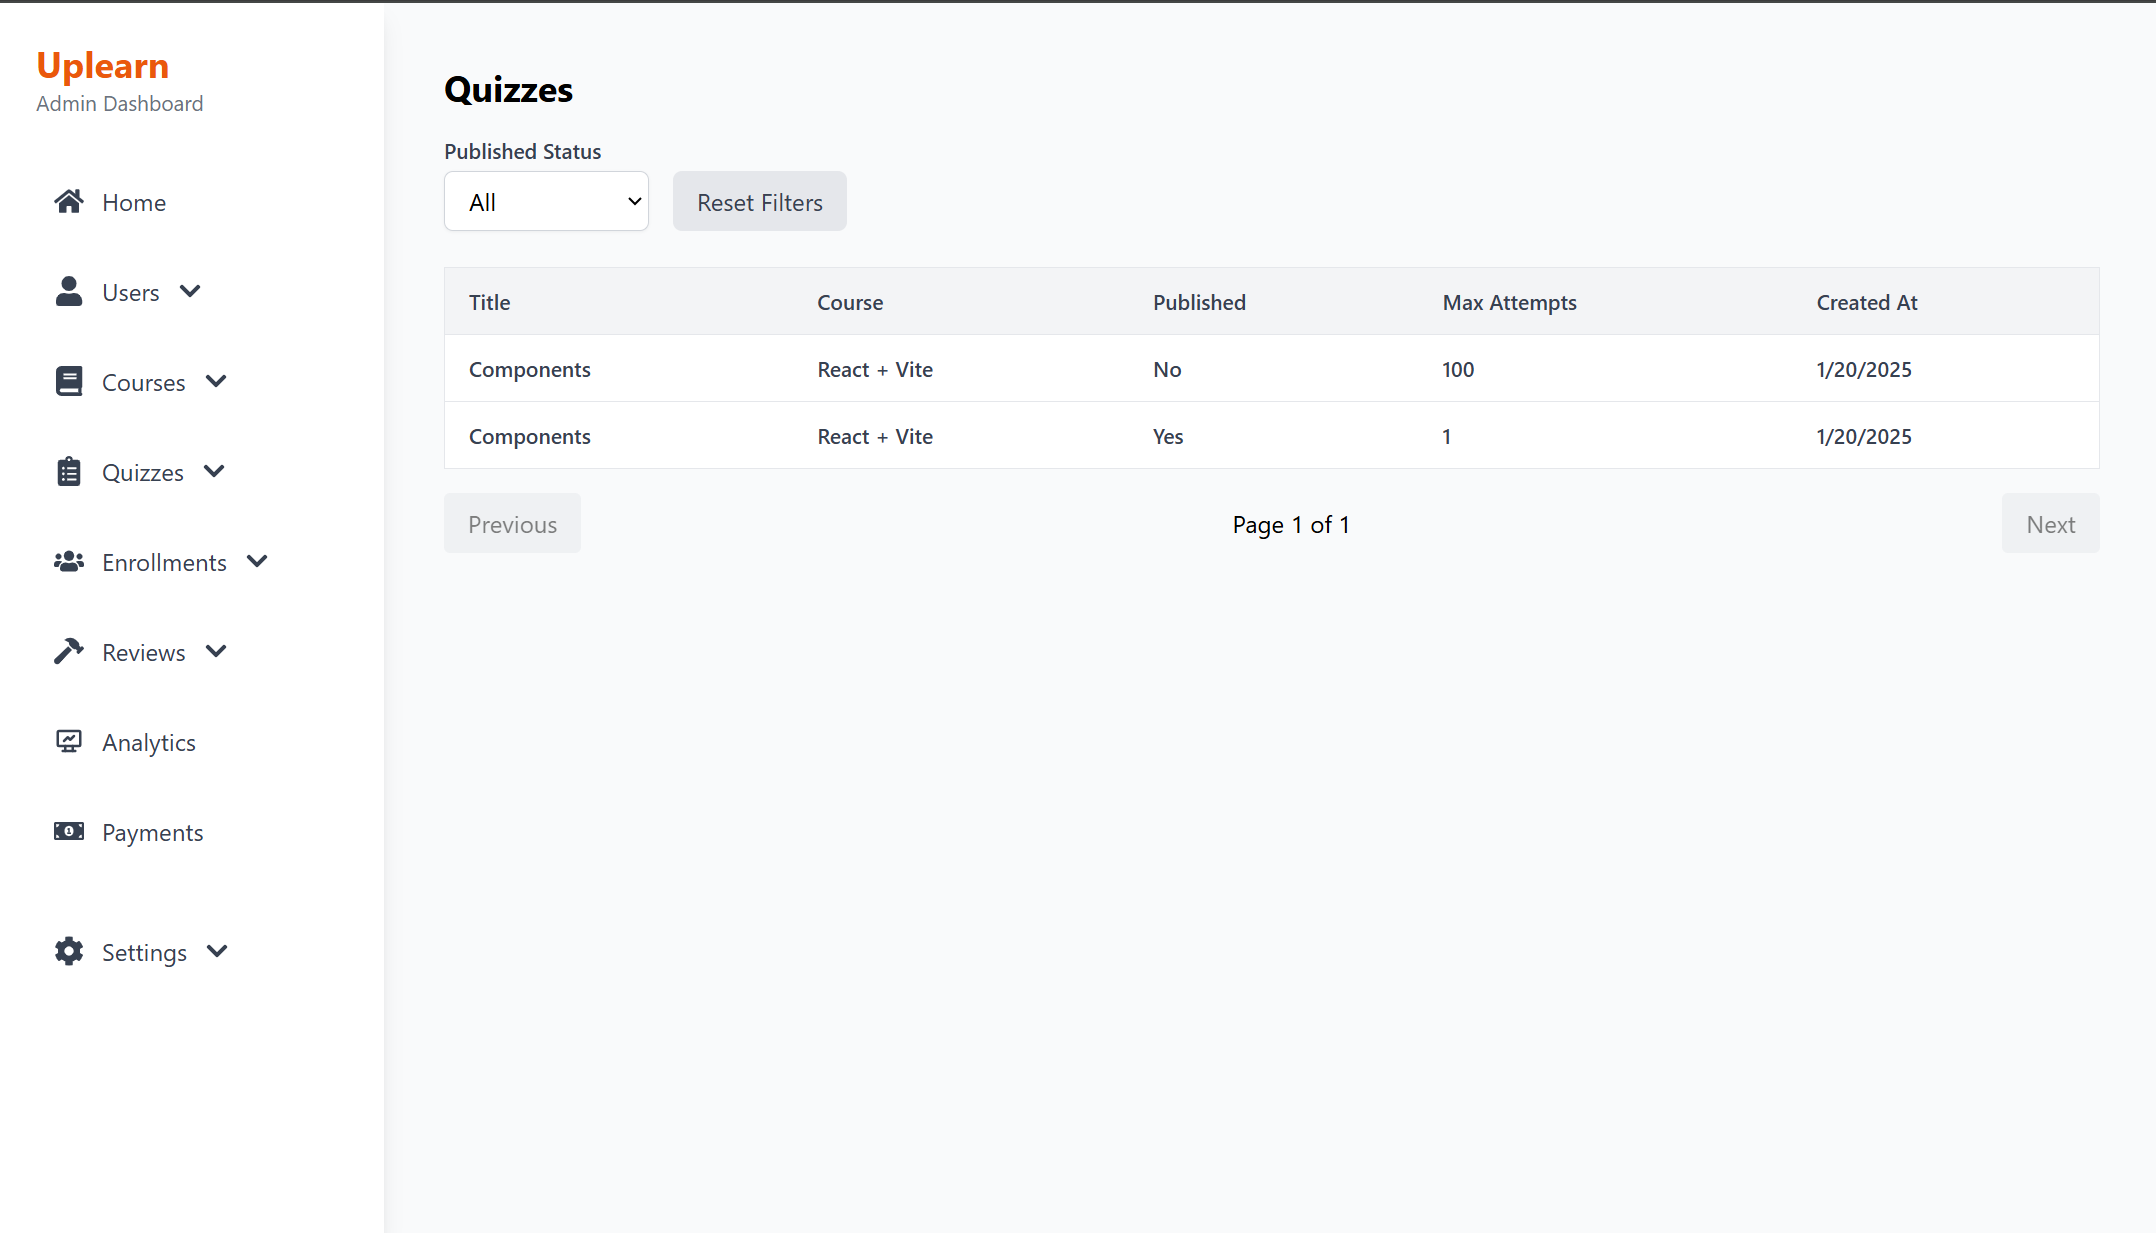 Uplearn
Admin Dashboard
Home
Users
Courses
Quizzes
Enrollments
Reviews
Analytics
Payments
Settings
Quizzes
Published Status
All
Reset Filters
Title Course Published Max Attempts Created At
Components React + Vite No 100 1/20/2025
Components React + Vite Yes 1 1/20/2025
Previous Page 1 of 1 Next